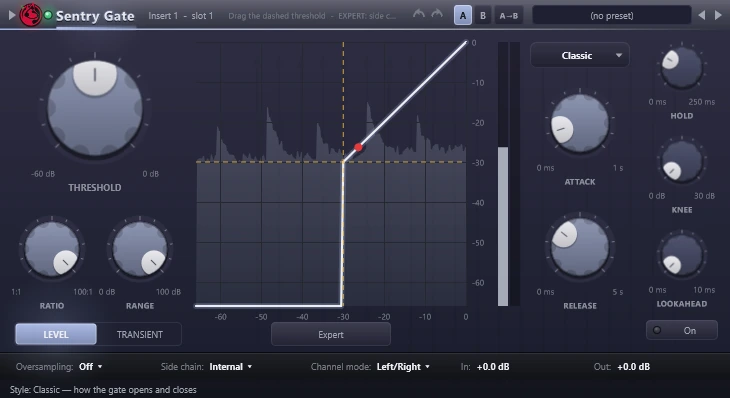 Sentry Gate Insert 1 - slot 1 Drag the dashed threshold - EXPERT: side c... A B A→B (no preset)
Classic
-60 dB 0 dB
THRESHOLD
1:1 100:1 0 dB 100 dB
RATIO RANGE
LEVEL TRANSIENT
0
-10
-20
-30
-40
-50
-60
-60 -50 -40 -30 -20 -10 0
Expert
0 ms 1 s
ATTACK
0 ms 5 s
RELEASE
0 ms 250 ms
HOLD
0 dB 30 dB
KNEE
0 ms 10 ms
LOOKAHEAD
On
Oversampling: Off Side chain: Internal Channel mode: Left/Right In: +0.0 dB Out: +0.0 dB
Style: Classic — how the gate opens and closes